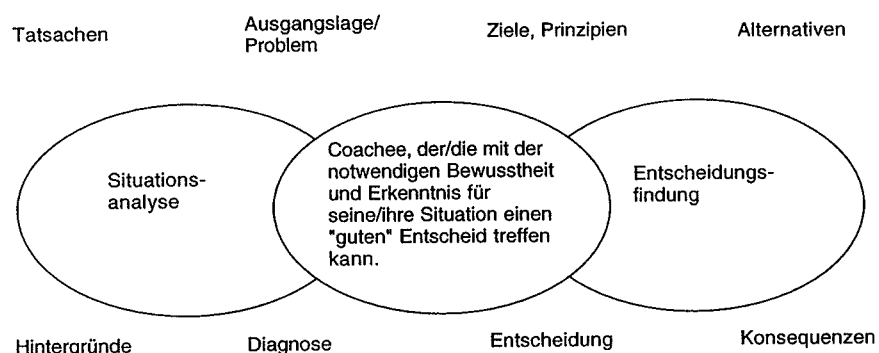 Tatsachen
Ausgangslage/
Problem
Ziele, Prinzipien
Alternativen
Situations-
analyse
Coachee, der/die mit der
notwendigen Bewusstheit
und Erkenntnis für
seine/ihre Situation einen
"guten" Entscheid treffen
kann.
Entscheidungs-
findung
Hintergründe
Diagnose
Entscheidung
Konsequenzen